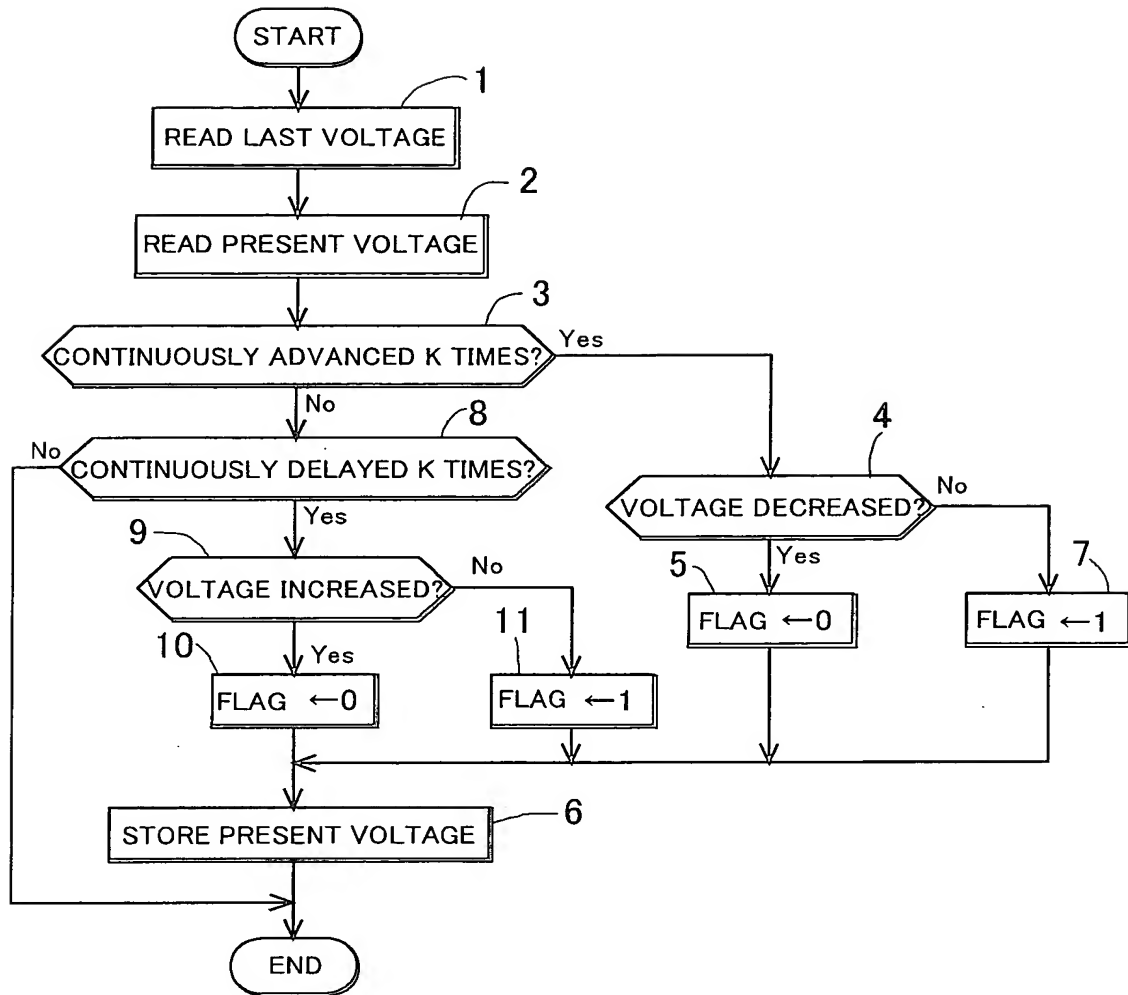 START
1
READ LAST VOLTAGE
2
READ PRESENT VOLTAGE
3
CONTINUOUSLY ADVANCED K TIMES?
Yes
No
8
No
CONTINUOUSLY DELAYED K TIMES?
4
Yes
VOLTAGE DECREASED?
No
9
VOLTAGE INCREASED?
No
Yes
5
7
FLAG ←0
FLAG ←1
10
Yes
11
FLAG ←0
FLAG ←1
STORE PRESENT VOLTAGE
6
END